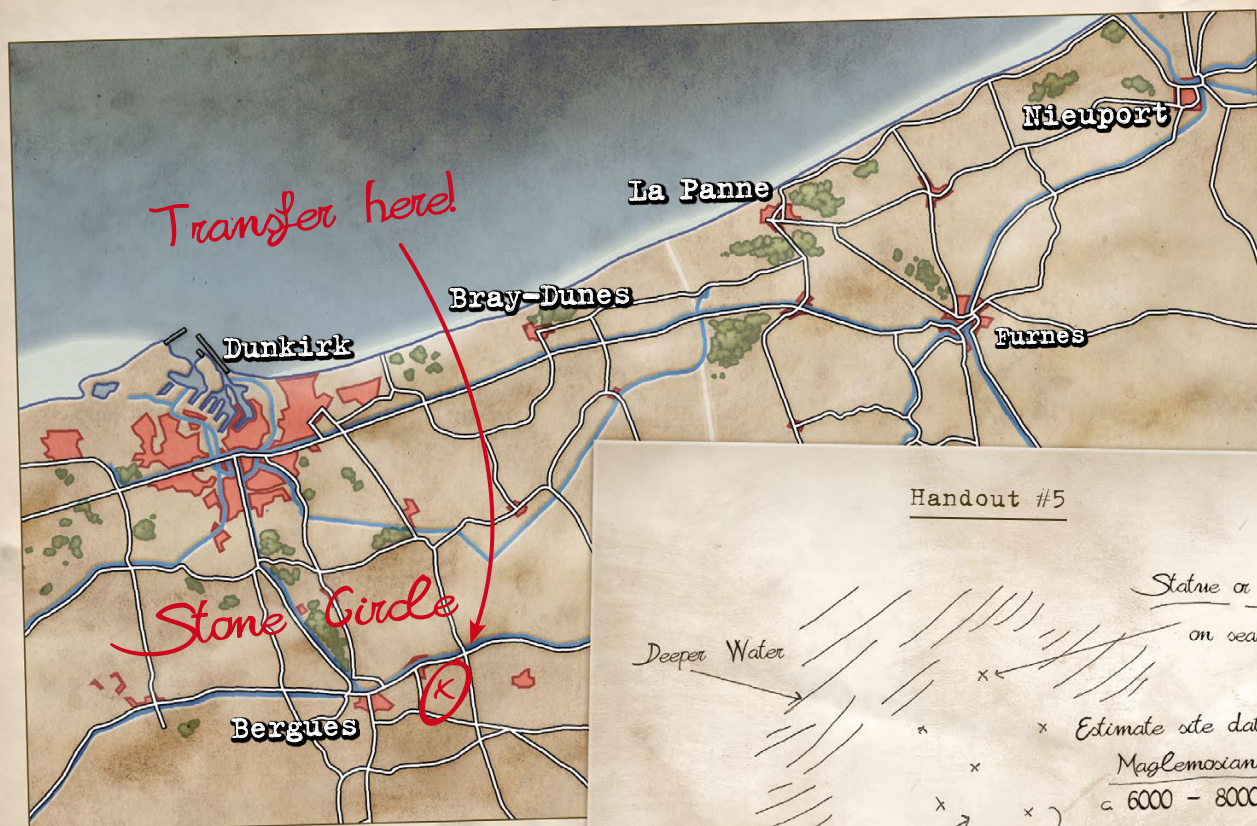 Nieuport
La Panne
Transfer here!
Bray-Dunes
Dunkirk
Furnes
Handout #5
Statue or
on sea
Deeper Water
Stone Circle
x
x
x
x
Estimate site dat
x
Maglemosian
c. 6000 - 8000
x
x
Bergues